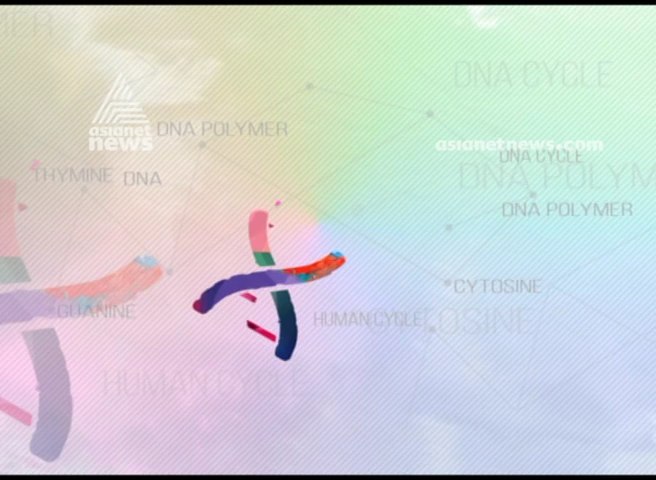 DNA CYCLE
asianet
news
DNA POLYMER
asianetnews.com
DNA CYCLE
THYMINE DNA
DNA POLYM
DNA POLYMER
CYTOSINE
GUANINE
HUMAN CYCLE
OSINE
HUMAN CYCLE